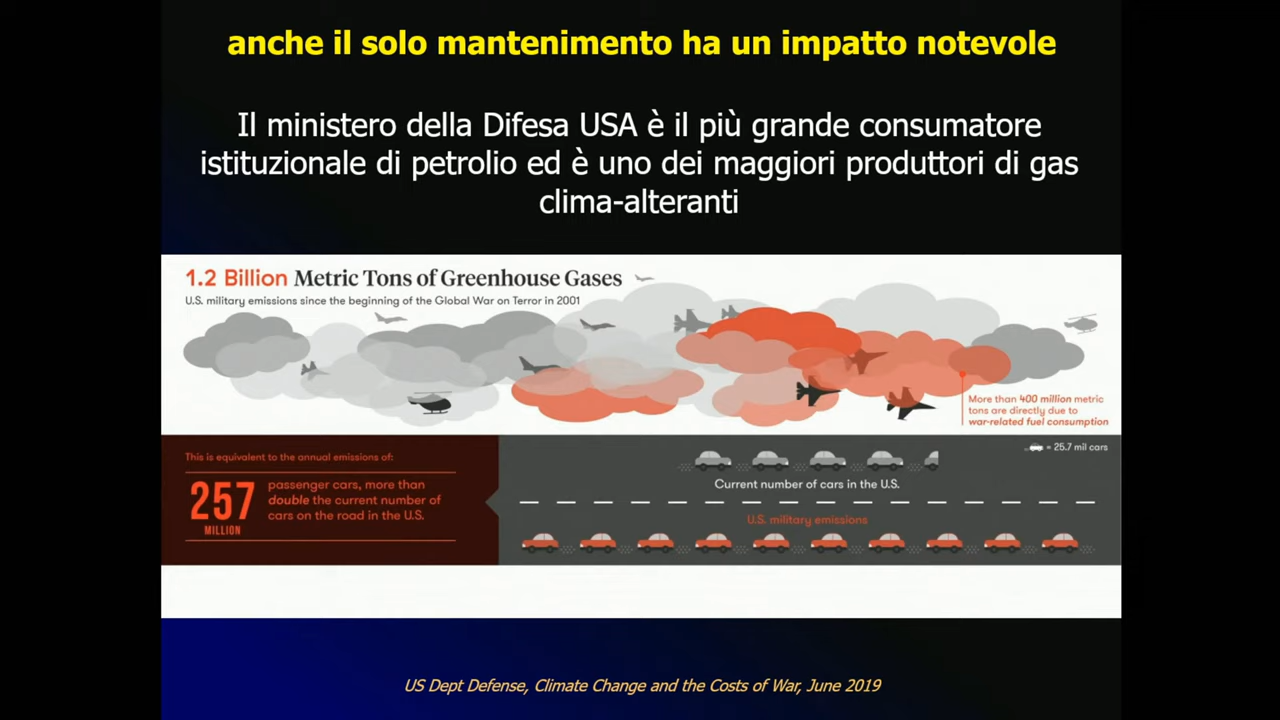 anche il solo mantenimento ha un impatto notevole
Il ministero della Difesa USA è il più grande consumatore
istituzionale di petrolio ed è uno dei maggiori produttori di gas
clima-alteranti
1.2 Billion Metric Tons of Greenhouse Gases
U.S. military emissions since the beginning of the Global War on Terror in 2001
More than 400 million metric
tons are directly due to
war-related fuel consumption
This is equivalent to the annual emissions of:
257
MILLION
passenger cars, more than
double the current number of
cars on the road in the U.S.
= 25.7 mil cars
Current number of cars in the U.S.
U.S. military emissions
US Dept Defense, Climate Change and the Costs of War, June 2019